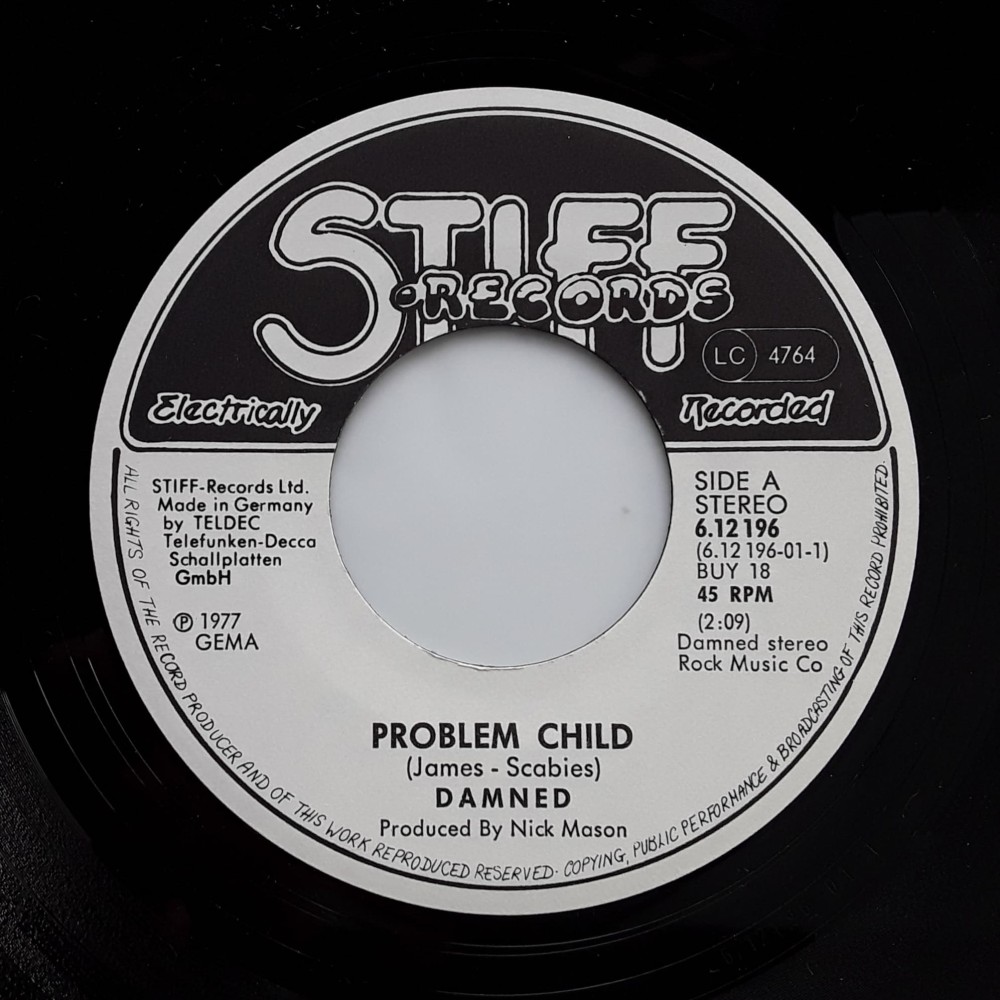 STIFF
RECORDS
LC 4764
Electrically Recorded
STIFF-Records Ltd.
Made in Germany
by TELDEC
Telefunken-Decca
Schallplatten
GmbH
℗ 1977
GEMA
SIDE A
STEREO
6.12 196
(6.12 196-01-1)
BUY 18
45 RPM
(2:09)
Damned stereo
Rock Music Co
PROBLEM CHILD
(James - Scabies)
DAMNED
Produced By Nick Mason
ALL RIGHTS OF THE RECORD PRODUCER AND OF THIS WORK REPRODUCED RESERVED· COPYING, PUBLIC PERFORMANCE & BROADCASTING OF THIS RECORD PROHIBITED.